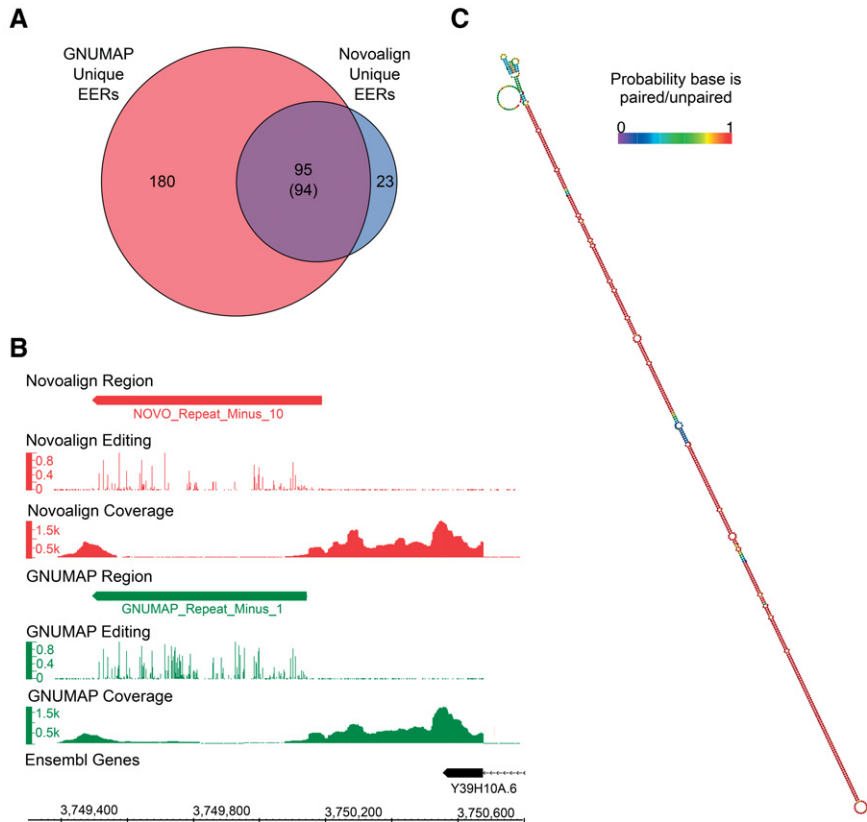 A
GNUMAP
Unique
EERs
Novoalign
Unique
EERs
180
95
(94)
23
B
Novoalign Region
NOVO_Repeat_Minus_10
Novoalign Editing
0.8
0.4
0
Novoalign Coverage
1.5k
0.5k
GNUMAP Region
GNUMAP_Repeat_Minus_1
GNUMAP Editing
0.8
0.4
0
GNUMAP Coverage
1.5k
0.5k
Ensembl Genes
Y39H10A.6
3,749,400 3,749,800 3,750,200 3,750,600
C
Probability base is
paired/unpaired
0 1